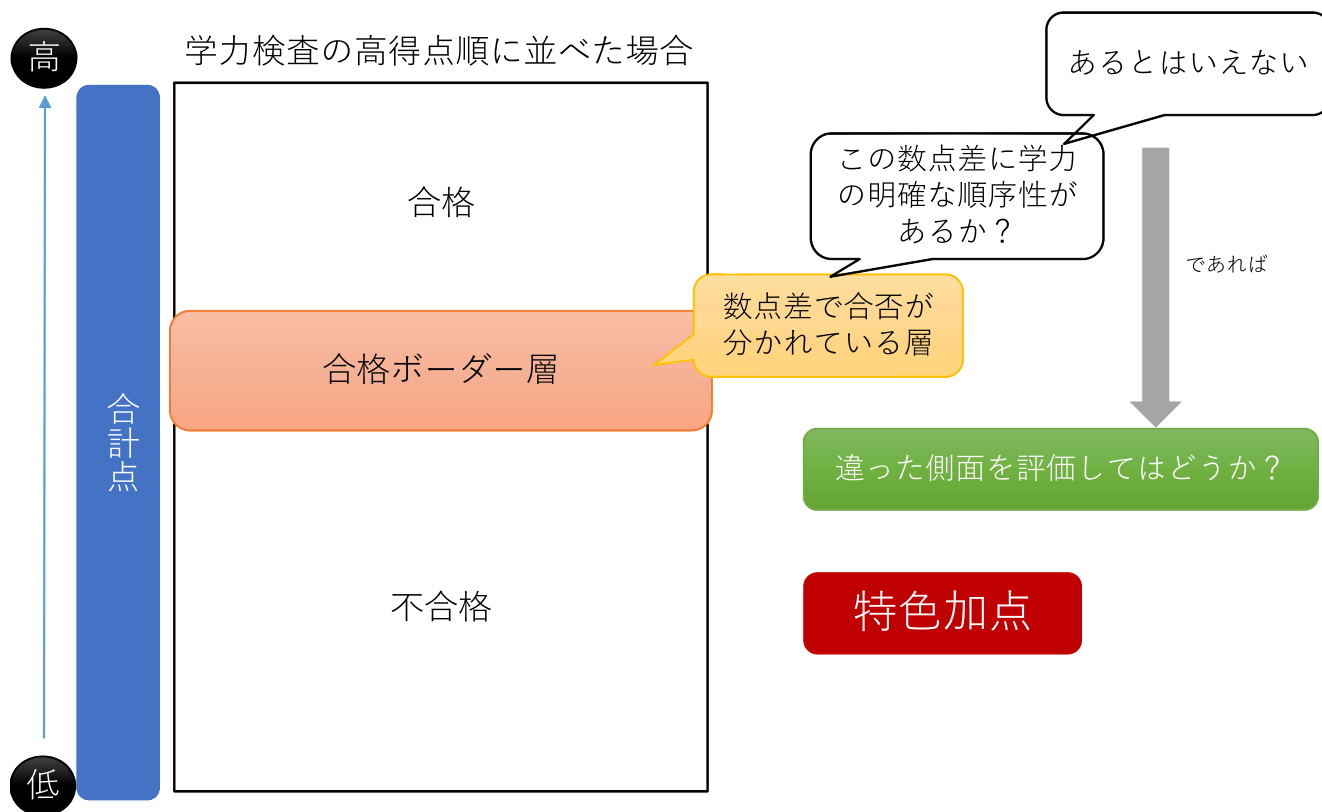 高
学力検査の高得点順に並べた場合
あるとはいえない
この数点差に学力
の明確な順序性が
あるか？
合格
であれば
数点差で合否が
分かれている層
合格ボーダー層
合計点
違った側面を評価してはどうか？
不合格
特色加点
低